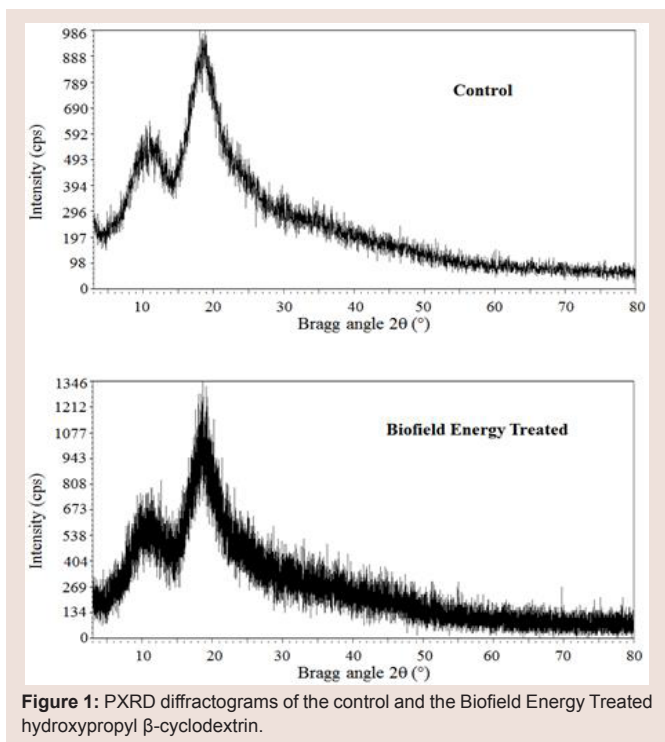 986
888
789
690
592
493
394
296
197
98
0
Intensity (cps)
Control
10 20 30 40 50 60 70 80
Bragg angle 2θ (°)
1346
1212
1077
943
808
673
538
404
269
134
0
Intensity (cps)
Biofield Energy Treated
10 20 30 40 50 60 70 80
Bragg angle 2θ (°)
Figure 1: PXRD diffractograms of the control and the Biofield Energy Treated
hydroxypropyl β-cyclodextrin.